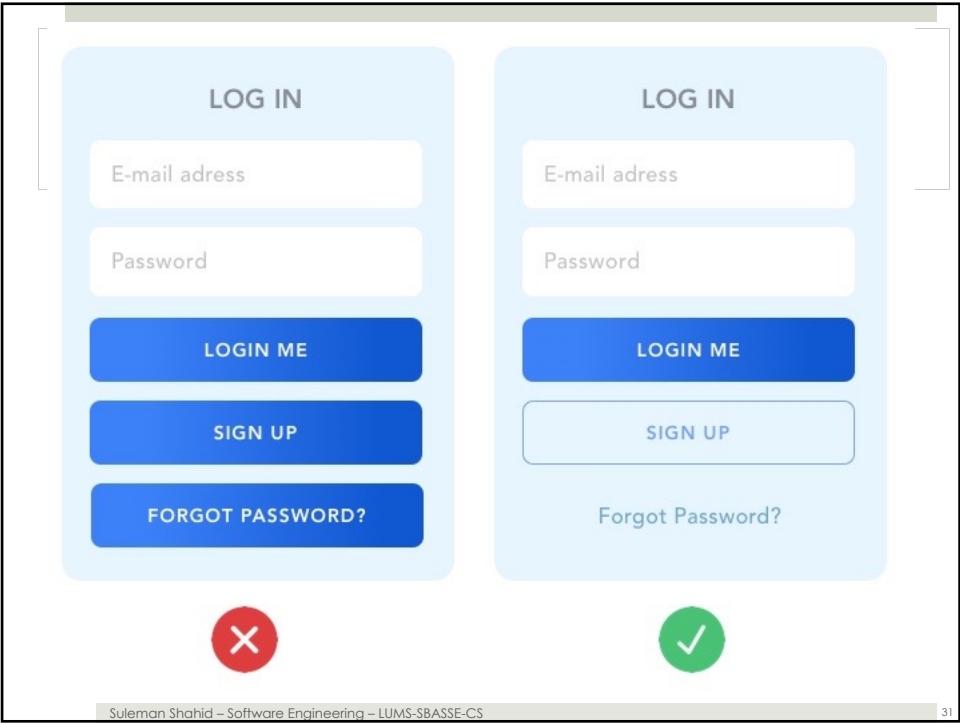 LOG IN
E-mail adress
Password
LOGIN ME
SIGN UP
FORGOT PASSWORD?
LOG IN
E-mail adress
Password
LOGIN ME
SIGN UP
Forgot Password?
Suleman Shahid – Software Engineering – LUMS-SBASSE-CS
31